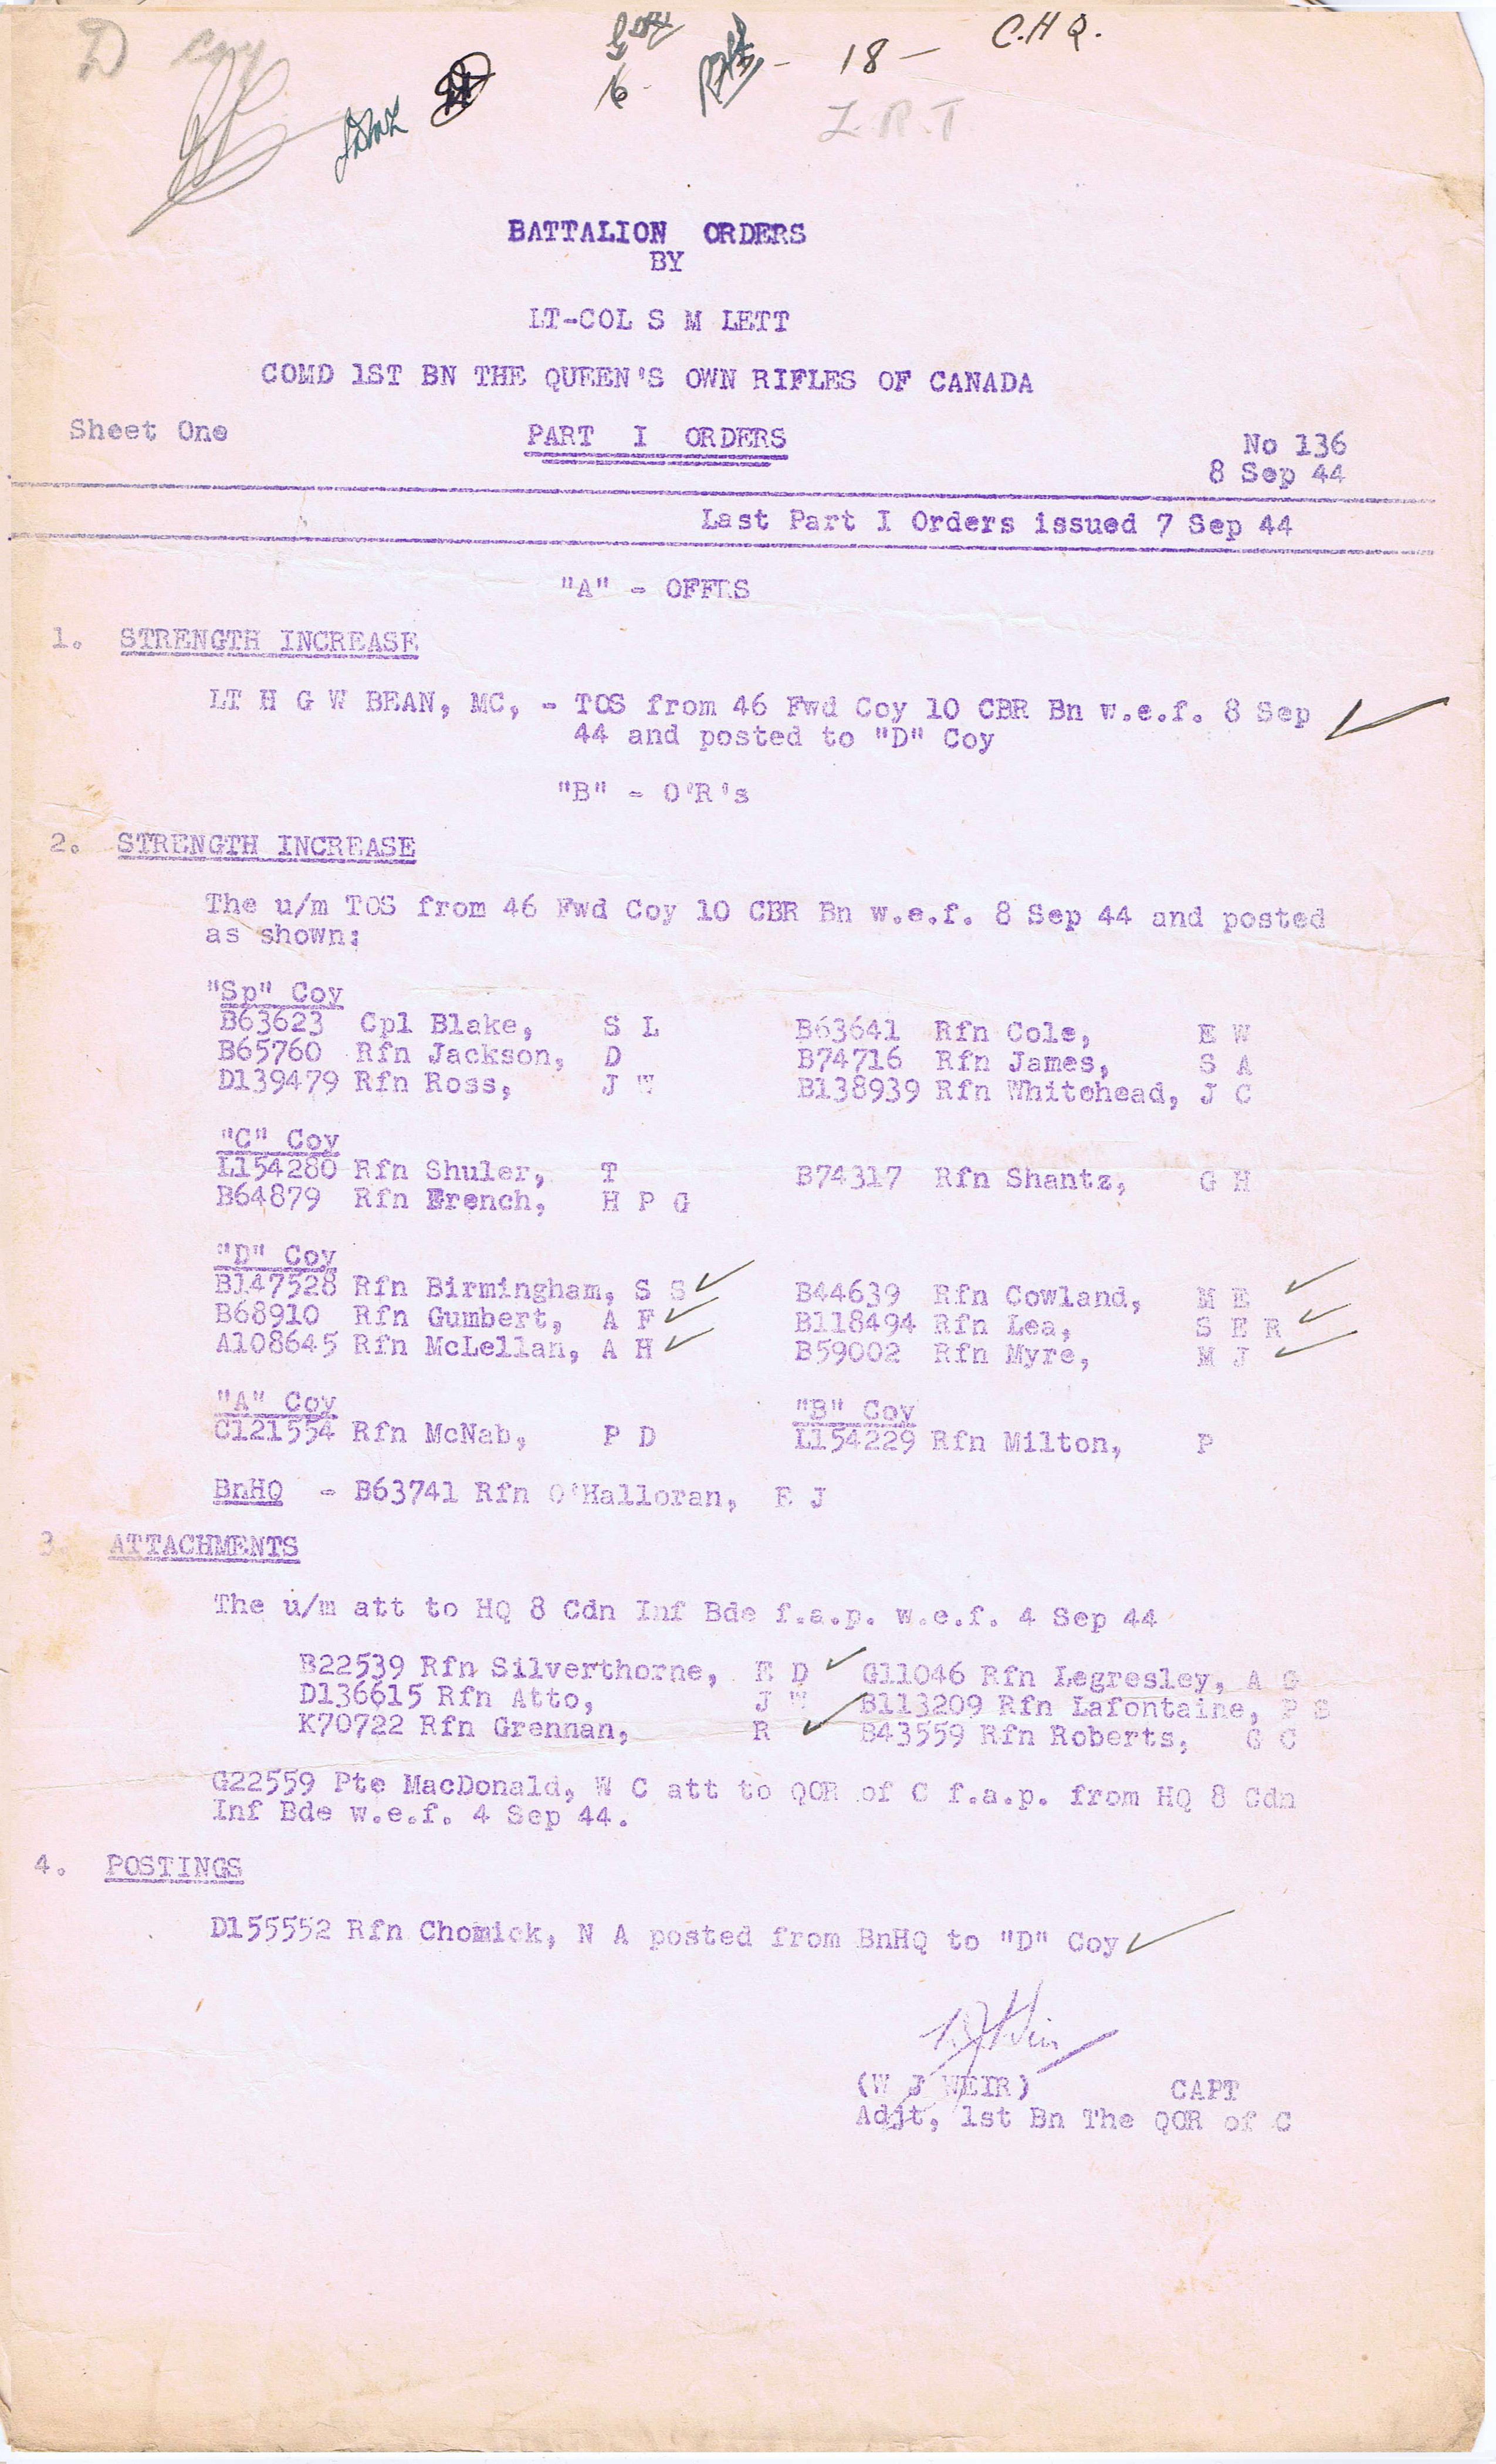 D Coy
18 - C.H.Q.
16
Z.R.T
BATTALION ORDERS
BY
LT-COL S M LETT
COMD 1ST BN THE QUEEN'S OWN RIFLES OF CANADA
Sheet One PART I ORDERS No 136
8 Sep 44
Last Part I Orders issued 7 Sep 44
"A" - OFFRS
1. STRENGTH INCREASE
LT H G W BEAN, MC, - TOS from 46 Fwd Coy 10 CBR Bn w.e.f. 8 Sep
44 and posted to "D" Coy
"B" - O'R's
2. STRENGTH INCREASE
The u/m TOS from 46 Fwd Coy 10 CBR Bn w.e.f. 8 Sep 44 and posted
as shown:
"Sp" Coy
B63623 Cpl Blake, S L B63641 Rfn Cole, E W
B65760 Rfn Jackson, D B74716 Rfn James, S A
D139479 Rfn Ross, J W B138939 Rfn Whitehead, J C
"C" Coy
L154280 Rfn Shuler, T B74317 Rfn Shantz, G H
B64879 Rfn French, H P G
"D" Coy
B147528 Rfn Birmingham, S S B44639 Rfn Cowland, M E
B68910 Rfn Gumbert, A F B118494 Rfn Lea, S E R
A108645 Rfn McLellan, A H B59002 Rfn Myre, M J
"A" Coy "B" Coy
C121554 Rfn McNab, P D L154229 Rfn Milton, P
BnHQ - B63741 Rfn O'Halloran, E J
3. ATTACHMENTS
The u/m att to HQ 8 Cdn Inf Bde f.a.p. w.e.f. 4 Sep 44
B22539 Rfn Silverthorne, E D G11046 Rfn Legresley, A G
D136615 Rfn Atto, J W B113209 Rfn Lafontaine, P S
K70722 Rfn Grennan, R B43559 Rfn Roberts, G C
G22559 Pte MacDonald, W C att to QOR of C f.a.p. from HQ 8 Cdn
Inf Bde w.e.f. 4 Sep 44.
4. POSTINGS
D155552 Rfn Chomick, N A posted from BnHQ to "D" Coy
(W J WEIR) CAPT
Adjt, 1st Bn The QOR of C